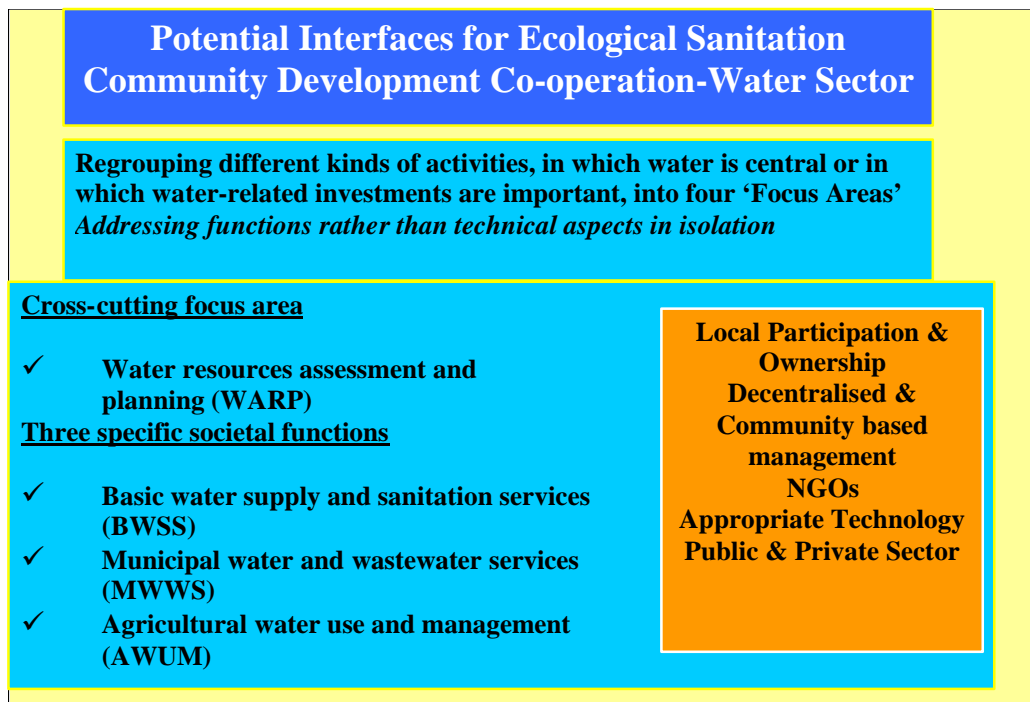 Potential Interfaces for Ecological Sanitation
Community Development Co-operation-Water Sector
Regrouping different kinds of activities, in which water is central or in
which water-related investments are important, into four ‘Focus Areas’
Addressing functions rather than technical aspects in isolation
Cross-cutting focus area
✓ Water resources assessment and
planning (WARP)
Three specific societal functions
✓ Basic water supply and sanitation services
(BWSS)
✓ Municipal water and wastewater services
(MWWS)
✓ Agricultural water use and management
(AWUM)
Local Participation &
Ownership
Decentralised &
Community based
management
NGOs
Appropriate Technology
Public & Private Sector